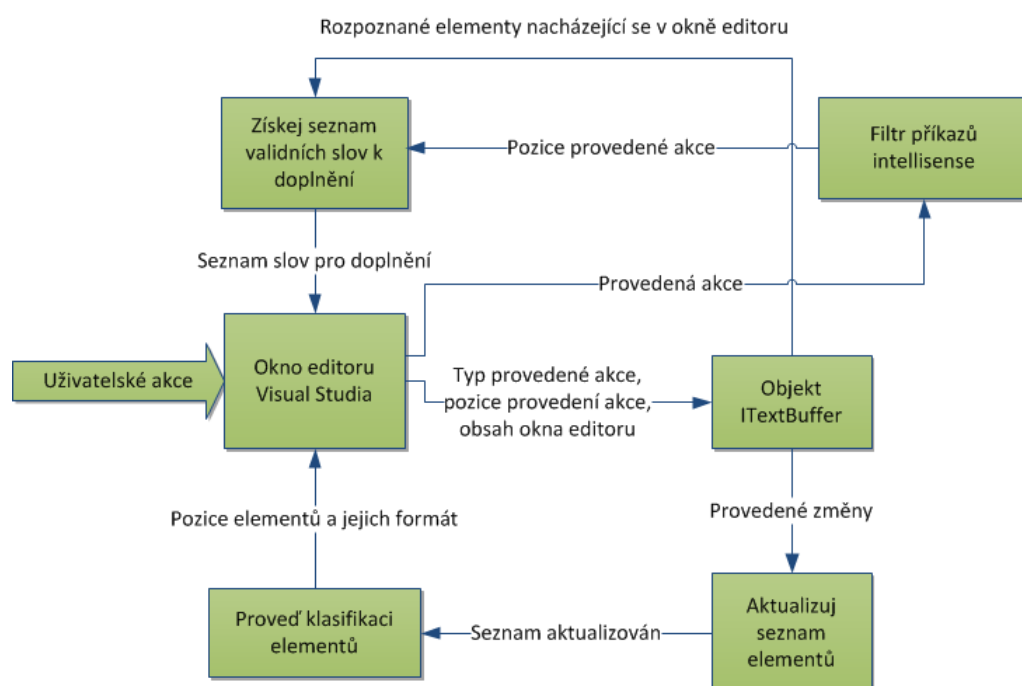 Rozpoznané elementy nacházející se v okně editoru
Získej seznam
validních slov k
doplnění
Pozice provedené akce
Filtr příkazů
intellisense
Seznam slov pro doplnění
Provedená akce
Uživatelské akce
Okno editoru
Visual Studia
Typ provedené akce,
pozice provedení akce,
obsah okna editoru
Objekt
ITextBuffer
Pozice elementů a jejich formát
Provedené změny
Proveď klasifikaci
elementů
Seznam aktualizován
Aktualizuj
seznam
elementů